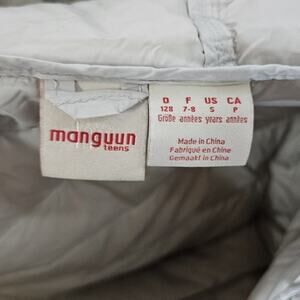 manguun
teens
D F US CA
128 7-8 S P
Größe années years années
Made in China
Fabriqué en Chine
Gemaakt in China